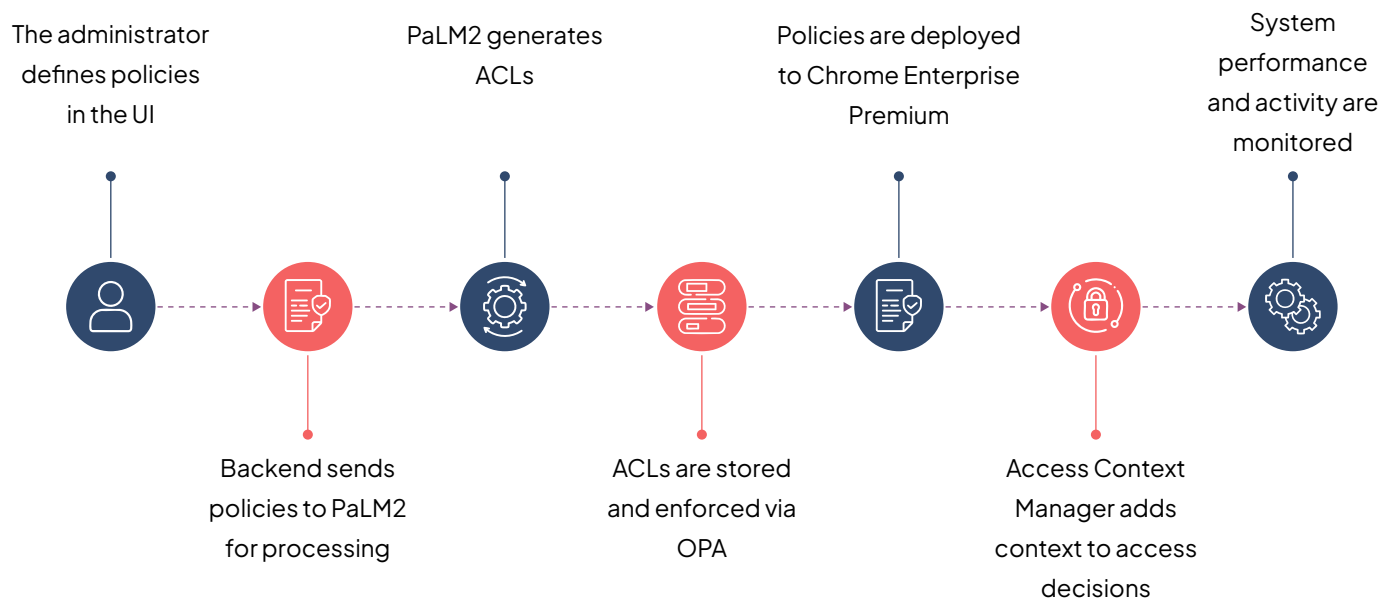 The administrator
defines policies
in the UI
Backend sends
policies to PaLM2
for processing
PaLM2 generates
ACLs
ACLs are stored
and enforced via
OPA
Policies are deployed
to Chrome Enterprise
Premium
Access Context
Manager adds
context to access
decisions
System
performance
and activity are
monitored